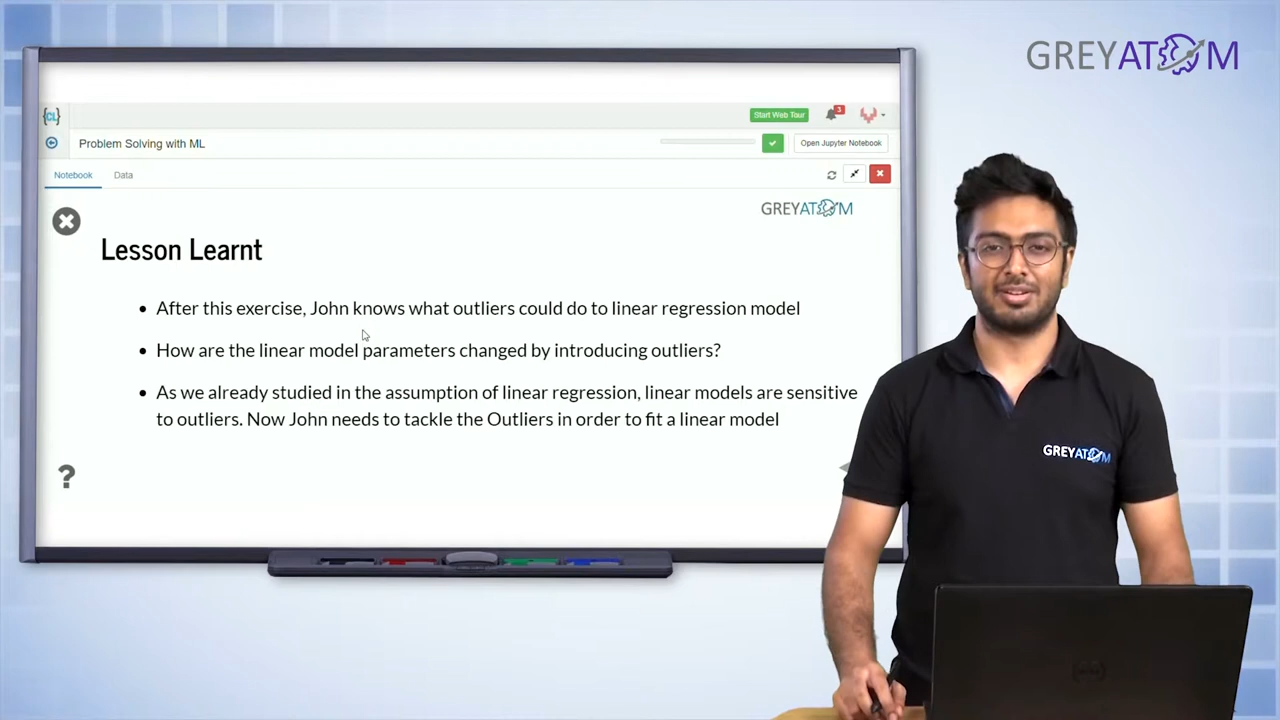 GREYATOM
{CL}
Start Web Tour
3
Problem Solving with ML
Open Jupyter Notebook
Notebook
Data
GREYATOM
Lesson Learnt
• After this exercise, John knows what outliers could do to linear regression model
• How are the linear model parameters changed by introducing outliers?
• As we already studied in the assumption of linear regression, linear models are sensitive
to outliers. Now John needs to tackle the Outliers in order to fit a linear model
?
GREYATOM
DELL